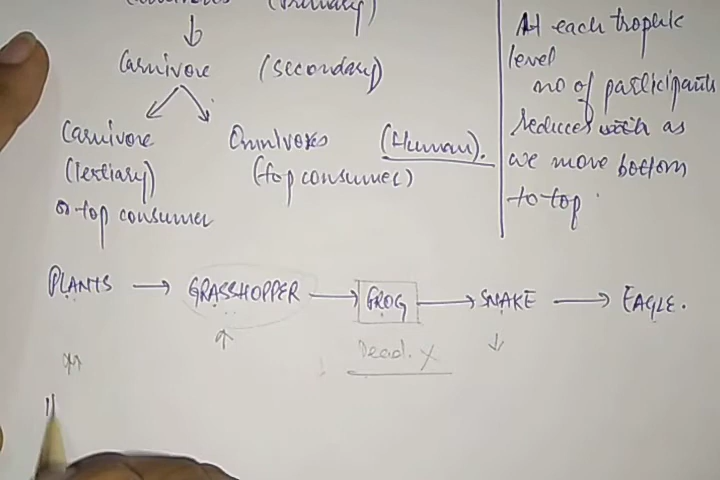 (Primary)
Carnivore (secondary)
Carnivore Omnivores (Human).
(Tertiary) (top consumer)
or top consumer
At each trophic
level
no of participants
reduces as
we move bottom
to top.
PLANTS → GRASSHOPPER → FROG → SNAKE → EAGLE.
Dead. X